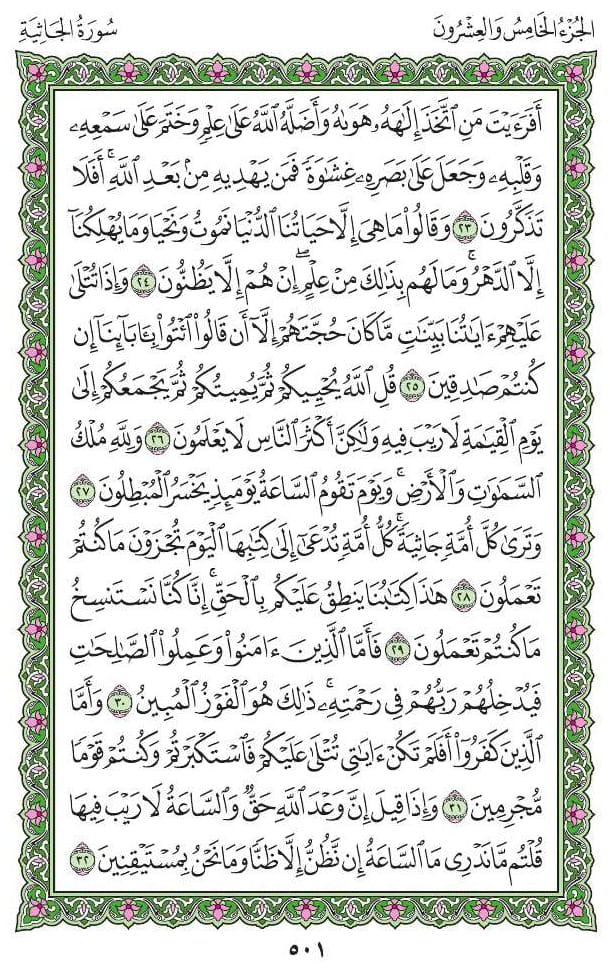 الجُزْءُ الخَامِسُ وَالعِشْرُونَ
سُورَةُ الجَاثِيَةِ
أَفَرَءَيْتَ مَنِ ٱتَّخَذَ إِلَٰهَهُۥ هَوَىٰهُ وَأَضَلَّهُ ٱللَّهُ عَلَىٰ عِلْمٍ وَخَتَمَ عَلَىٰ سَمْعِهِۦ
وَقَلْبِهِۦ وَجَعَلَ عَلَىٰ بَصَرِهِۦ غِشَٰوَةً فَمَن يَهْدِيهِ مِنۢ بَعْدِ ٱللَّهِ ۚ أَفَلَا
تَذَكَّرُونَ ٢٣ وَقَالُوا۟ مَا هِىَ إِلَّا حَيَاتُنَا ٱلدُّنْيَا نَمُوتُ وَنَحْيَا وَمَا يُهْلِكُنَآ
إِلَّا ٱلدَّهْرُ ۚ وَمَا لَهُم بِذَٰلِكَ مِنْ عِلْمٍ ۖ إِنْ هُمْ إِلَّا يَظُنُّونَ ٢٤ وَإِذَا تُتْلَىٰ
عَلَيْهِمْ ءَايَٰتُنَا بَيِّنَٰتٍ مَّا كَانَ حُجَّتَهُمْ إِلَّآ أَن قَالُوا۟ ٱئْتُوا۟ بِـَٔابَآئِنَآ إِن
كُنتُمْ صَٰدِقِينَ ٢٥ قُلِ ٱللَّهُ يُحْيِيكُمْ ثُمَّ يُمِيتُكُمْ ثُمَّ يَجْمَعُكُمْ إِلَىٰ
يَوْمِ ٱلْقِيَٰمَةِ لَا رَيْبَ فِيهِ وَلَٰكِنَّ أَكْثَرَ ٱلنَّاسِ لَا يَعْلَمُونَ ٢٦ وَلِلَّهِ مُلْكُ
ٱلسَّمَٰوَٰتِ وَٱلْأَرْضِ ۚ وَيَوْمَ تَقُومُ ٱلسَّاعَةُ يَوْمَئِذٍ يَخْسَرُ ٱلْمُبْطِلُونَ ٢٧
وَتَرَىٰ كُلَّ أُمَّةٍ جَاثِيَةً ۚ كُلُّ أُمَّةٍ تُدْعَىٰٓ إِلَىٰ كِتَٰبِهَا ٱلْيَوْمَ تُجْزَوْنَ مَا كُنتُمْ
تَعْمَلُونَ ٢٨ هَٰذَا كِتَٰبُنَا يَنطِقُ عَلَيْكُم بِٱلْحَقِّ ۚ إِنَّا كُنَّا نَسْتَنسِخُ
مَا كُنتُمْ تَعْمَلُونَ ٢٩ فَأَمَّا ٱلَّذِينَ ءَامَنُوا۟ وَعَمِلُوا۟ ٱلصَّٰلِحَٰتِ
فَيُدْخِلُهُمْ رَبُّهُمْ فِى رَحْمَتِهِۦ ۚ ذَٰلِكَ هُوَ ٱلْفَوْزُ ٱلْمُبِينُ ٣٠ وَأَمَّا
ٱلَّذِينَ كَفَرُوٓا۟ أَفَلَمْ تَكُنْ ءَايَٰتِى تُتْلَىٰ عَلَيْكُمْ فَٱسْتَكْبَرْتُمْ وَكُنتُمْ قَوْمًا
مُّجْرِمِينَ ٣١ وَإِذَا قِيلَ إِنَّ وَعْدَ ٱللَّهِ حَقٌّ وَٱلسَّاعَةُ لَا رَيْبَ فِيهَا
قُلْتُم مَّا نَدْرِى مَا ٱلسَّاعَةُ إِن نَّظُنُّ إِلَّا ظَنًّا وَمَا نَحْنُ بِمُسْتَيْقِنِينَ ٣٢
٥٠١